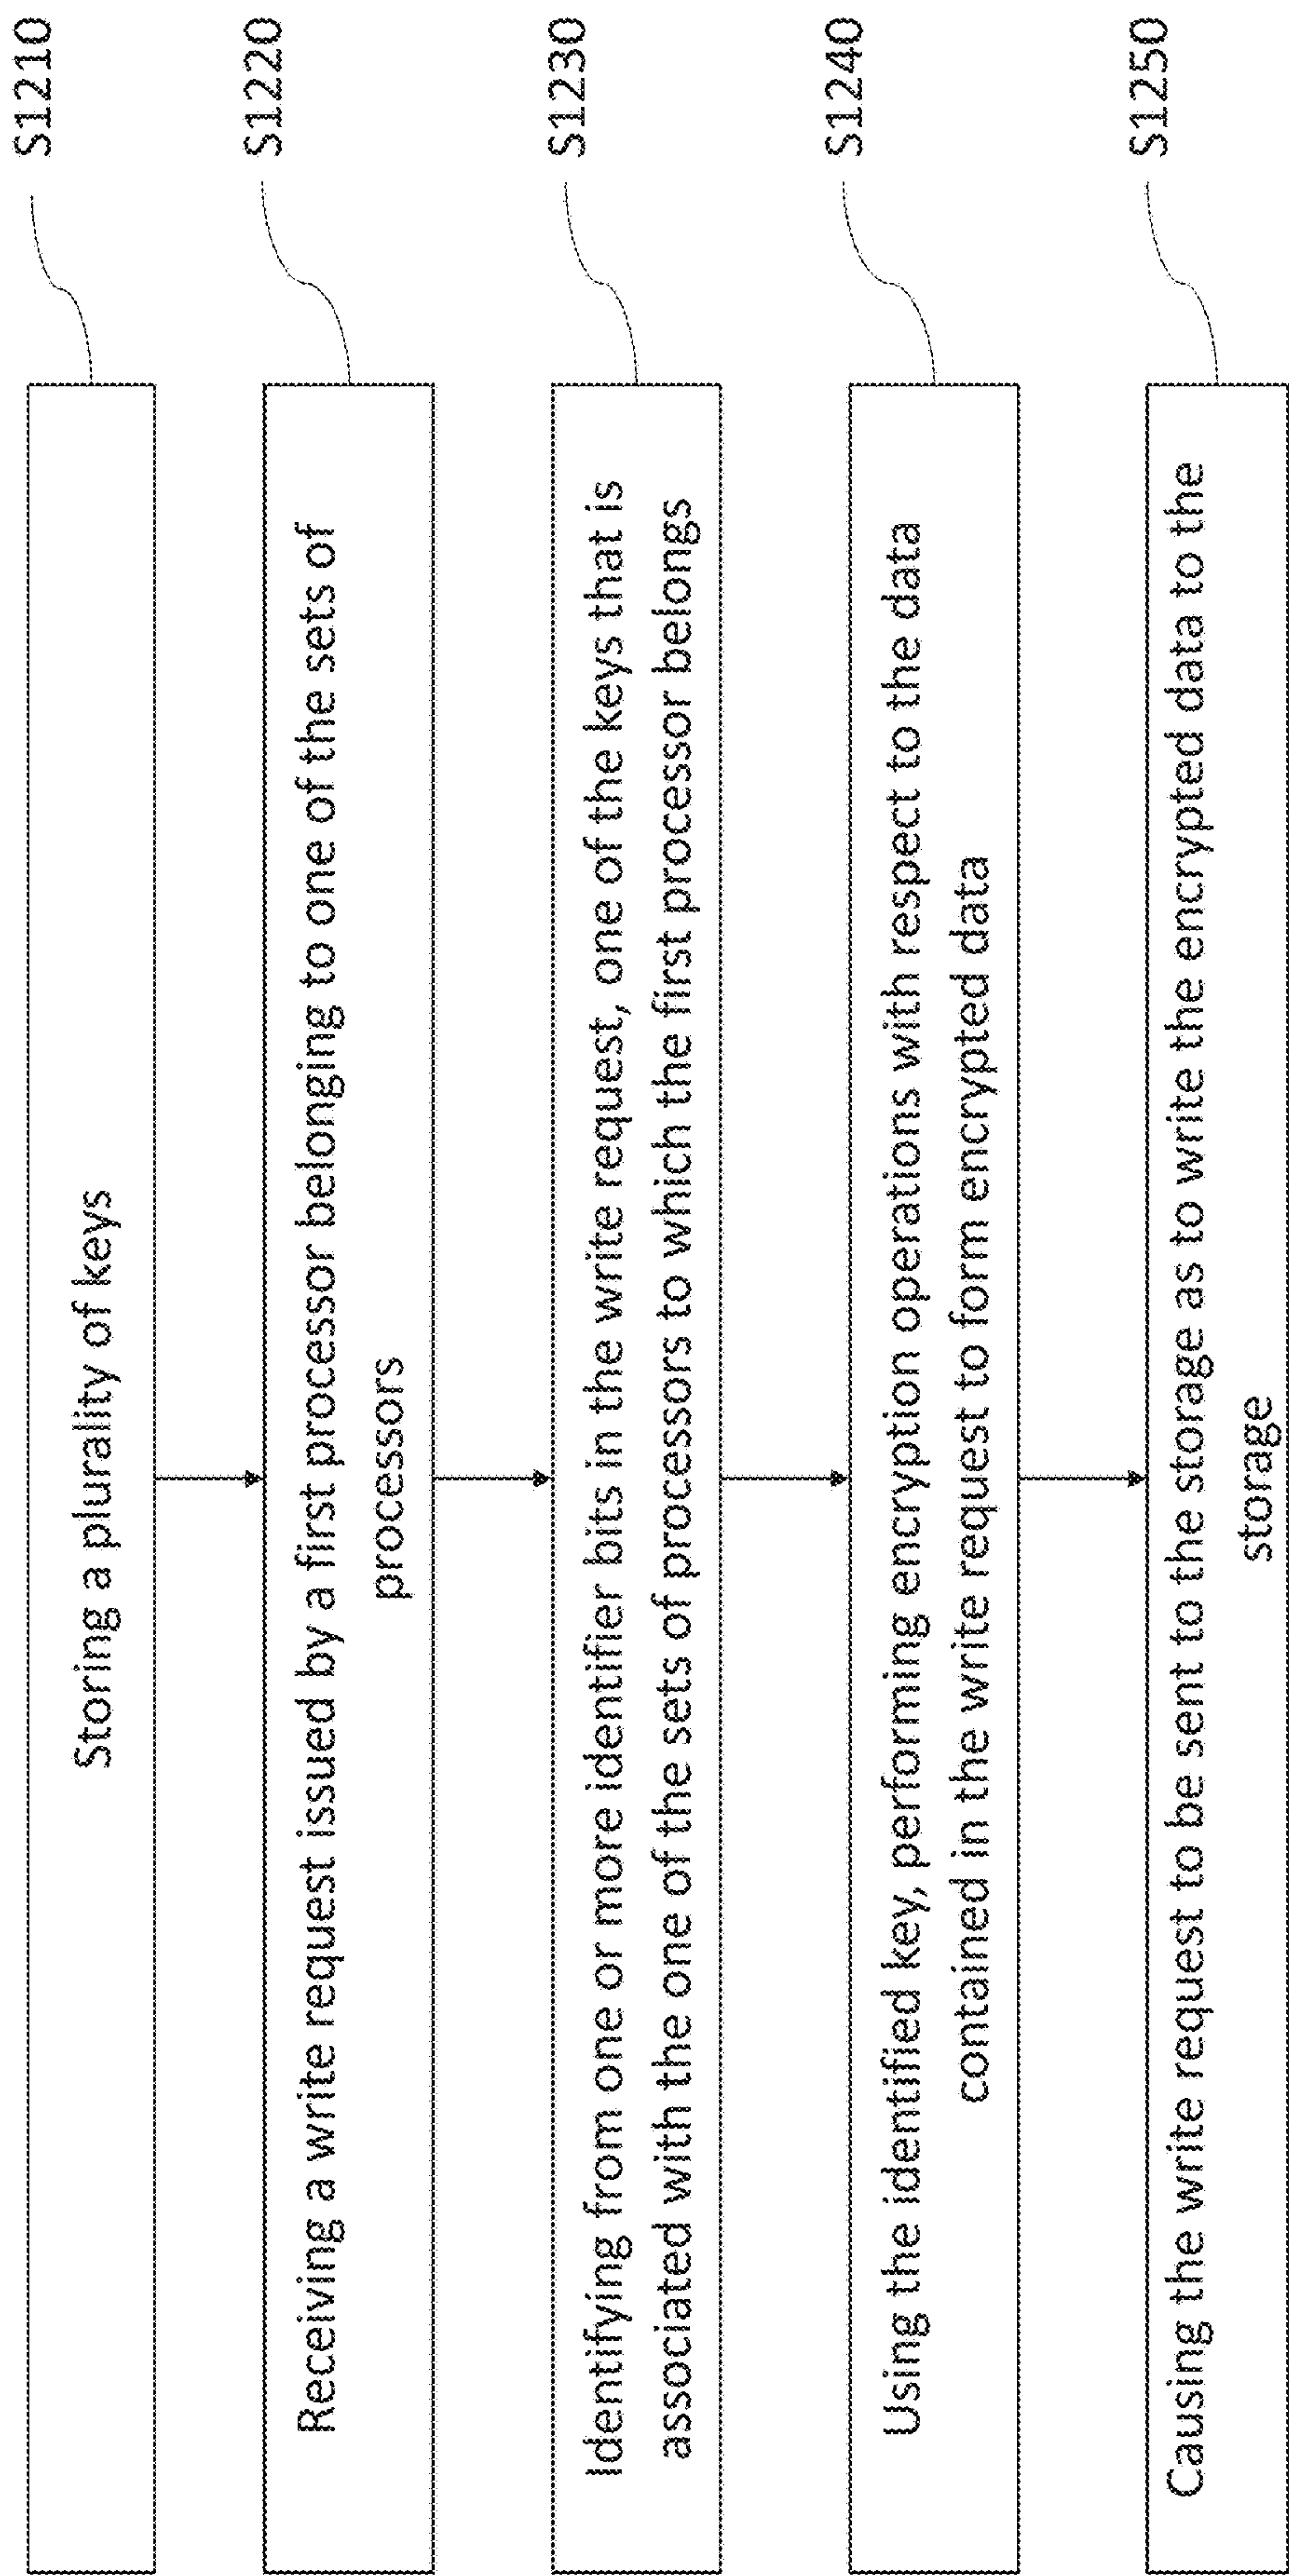 S1210
Storing a plurality of keys
S1220
Receiving a write request issued by a first processor belonging to one of the sets of
processors
S1230
Identifying from one or more identifier bits in the write request, one of the keys that is
associated with the one of the sets of processors to which the first processor belongs
S1240
Using the identified key, performing encryption operations with respect to the data
contained in the write request to form encrypted data
S1250
Causing the write request to be sent to the storage as to write the encrypted data to the
storage